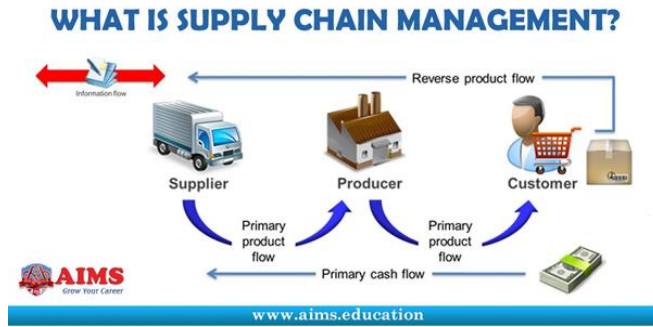 WHAT IS SUPPLY CHAIN MANAGEMENT?
Reverse product flow
Information flow
Supplier
Producer
Customer
Primary
product
flow
Primary
product
flow
Primary cash flow
AIMS
Grow Your Career
www.aims.education